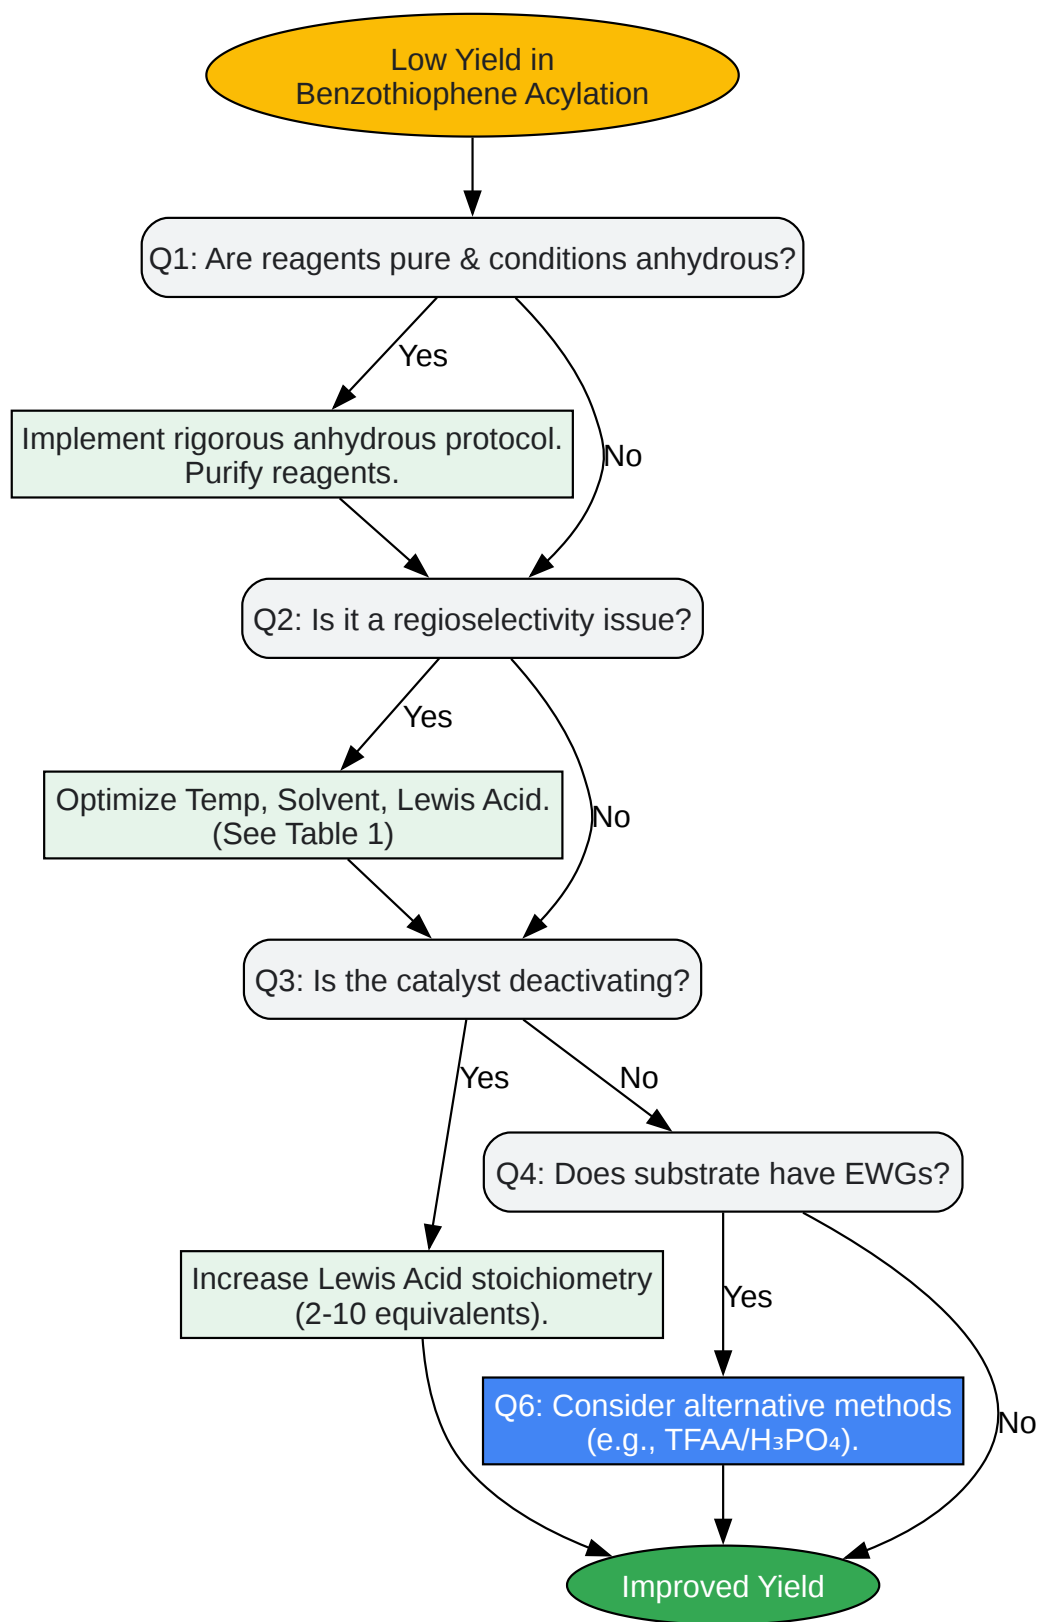 Low Yield in
Benzothiophene Acylation
Q1: Are reagents pure & conditions anhydrous?
Yes
Implement rigorous anhydrous protocol.
Purify reagents.
No
Q2: Is it a regioselectivity issue?
Yes
Optimize Temp, Solvent, Lewis Acid.
(See Table 1)
No
Q3: Is the catalyst deactivating?
Yes
No
Q4: Does substrate have EWGs?
Increase Lewis Acid stoichiometry
(2-10 equivalents).
Yes
Q6: Consider alternative methods
(e.g., TFAA/H₃PO₄).
No
Improved Yield